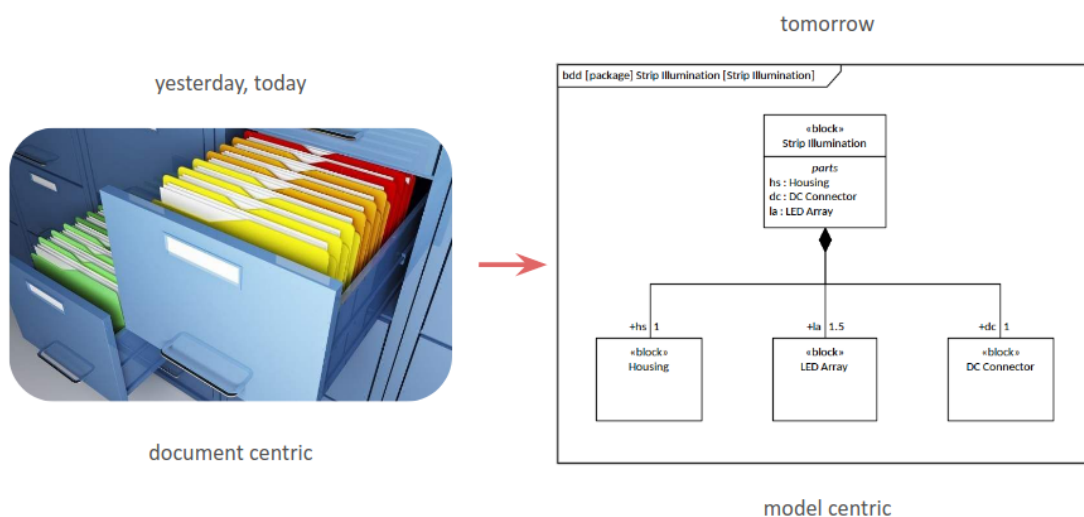 yesterday, today
document centric
tomorrow
bdd [package] Strip Illumination [Strip Illumination]
«block»
Strip Illumination
parts
hs : Housing
dc : DC Connector
la : LED Array
+hs 1
+la 1.5
+dc 1
«block»
Housing
«block»
LED Array
«block»
DC Connector
model centric